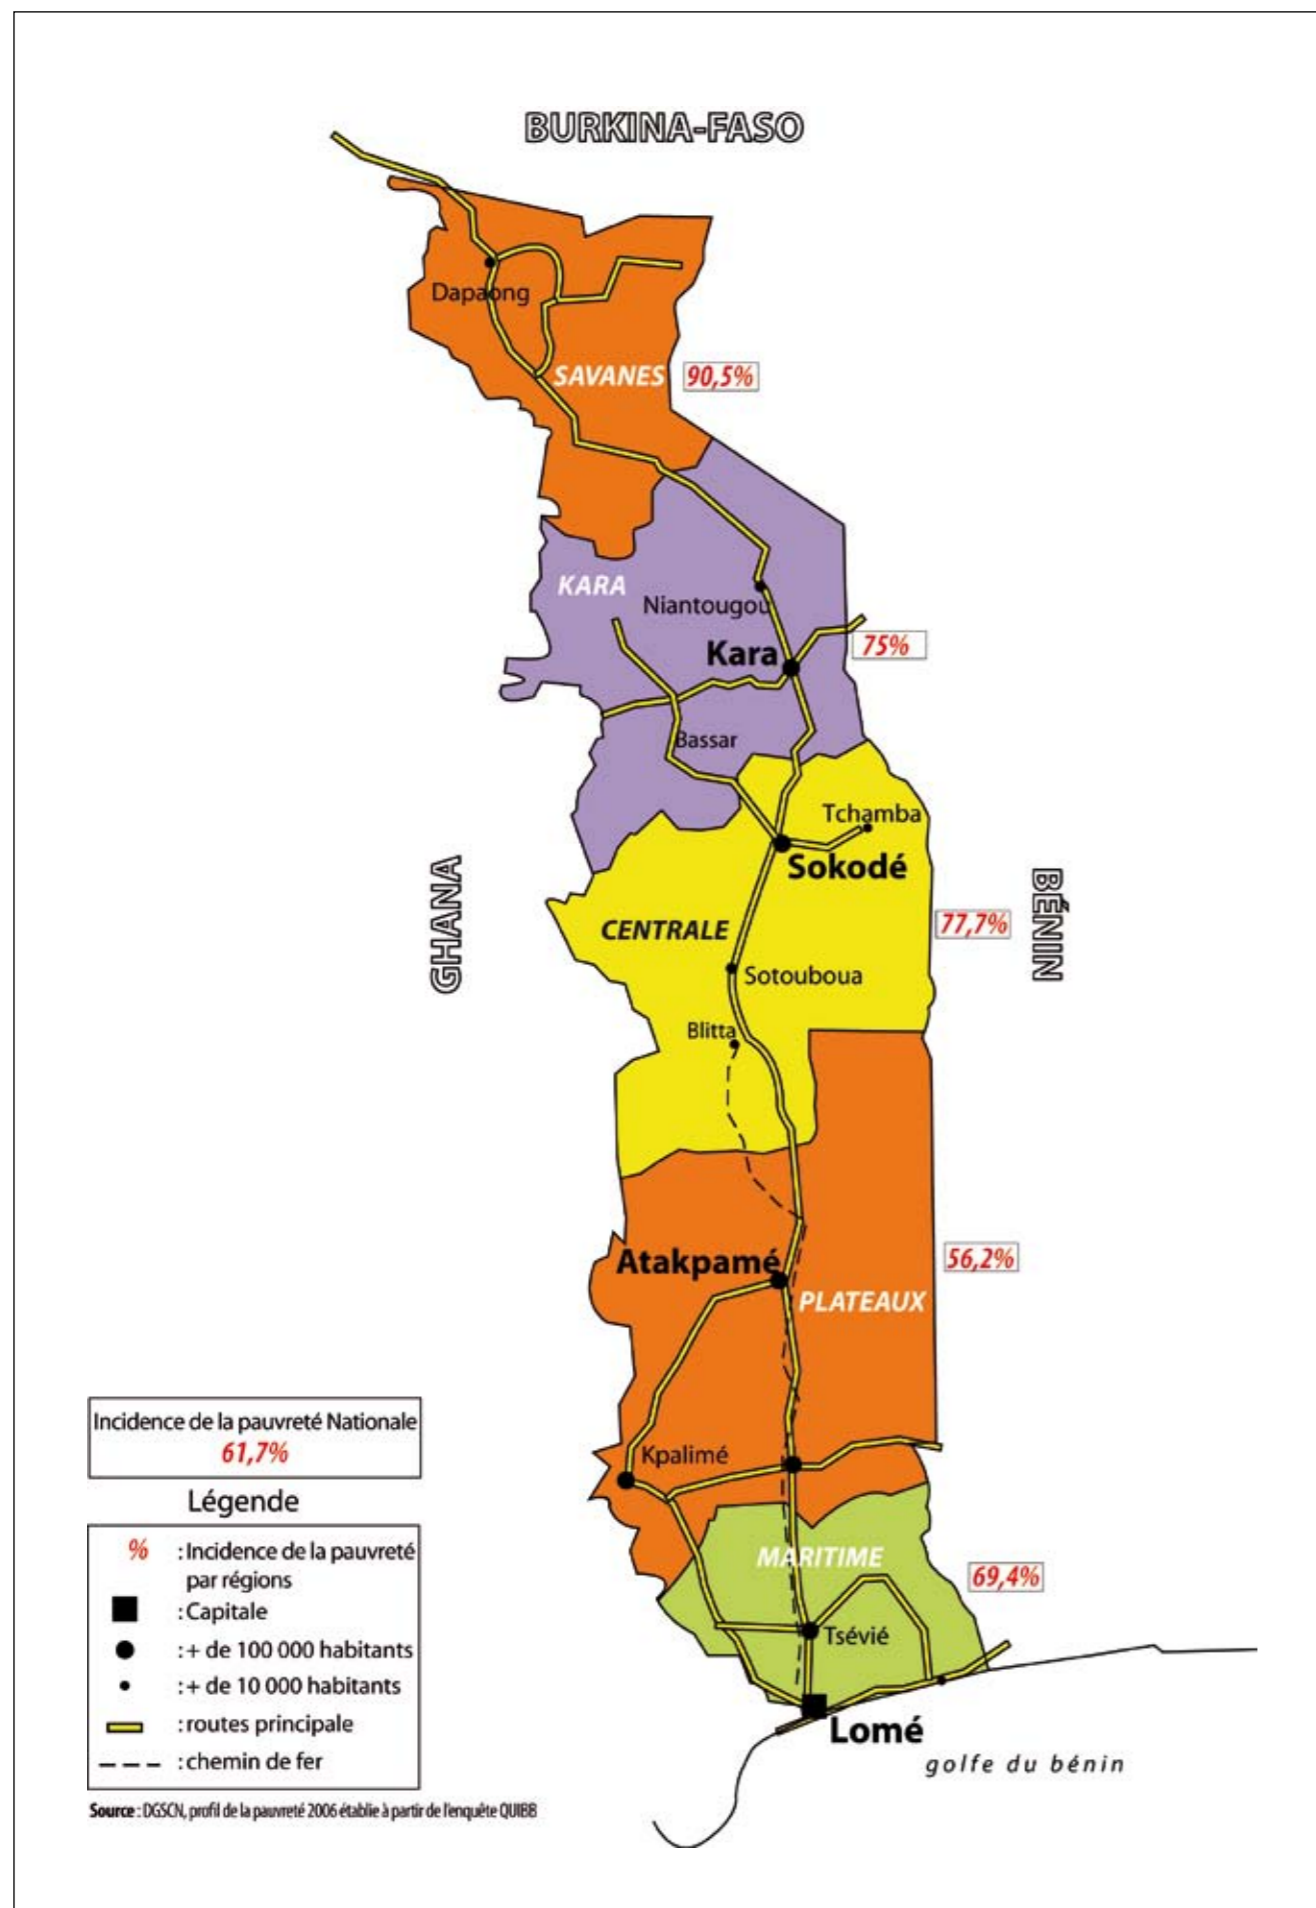 BURKINA-FASO
Dapaong
SAVANES
90,5%
KARA
Niantougou
Kara
75%
Bassar
Tchamba
Sokodé
GHANA
BÉNIN
CENTRALE
77,7%
Sotouboua
Blitta
Atakpamé
56,2%
PLATEAUX
Kpalimé
MARITIME
69,4%
Tsévié
Lomé
golfe du bénin
Incidence de la pauvreté Nationale
61,7%
Légende
% : Incidence de la pauvreté
par régions
: Capitale
: + de 100 000 habitants
: + de 10 000 habitants
: routes principale
: chemin de fer
Source : DGSCN, profil de la pauvreté 2006 établie à partir de l'enquête QUIBB